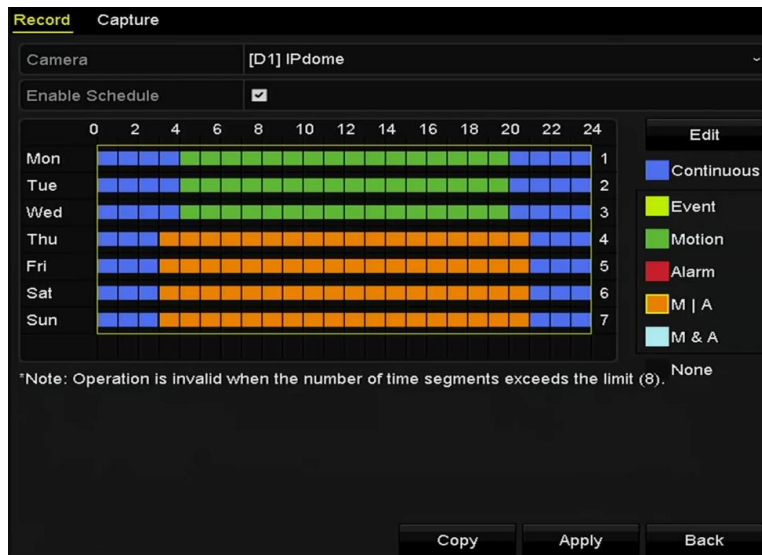 Record Capture
Camera [D1] IPdome
Enable Schedule
0 2 4 6 8 10 12 14 16 18 20 22 24
Edit
Mon 1
Continuous
Tue 2
Wed 3
Event
Thu 4
Motion
Fri 5
Alarm
Sat 6
M | A
Sun 7
M & A
None
*Note: Operation is invalid when the number of time segments exceeds the limit (8).
Copy Apply Back